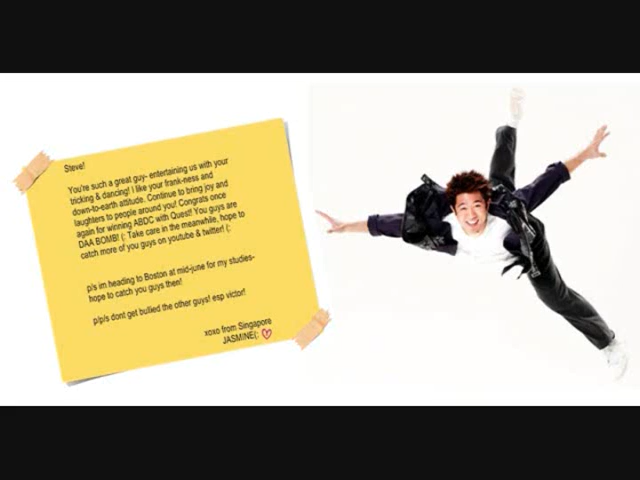 Steve!
You're such a great guy- entertaining us with your
tricking & dancing! I like your frank-ness and
down-to-earth attitude. Continue to bring joy and
laughters to people around you! Congrats once
again for winning ABDC with Quest! You guys are
DAA BOMB! (: Take care in the meanwhile, hope to
catch more of you guys on youtube & twitter! (:
p/s im heading to Boston at mid-june for my studies-
hope to catch you guys then!
p/p/s dont get bullied the other guys! esp victor!
xoxo from Singapore
JASMINE(: